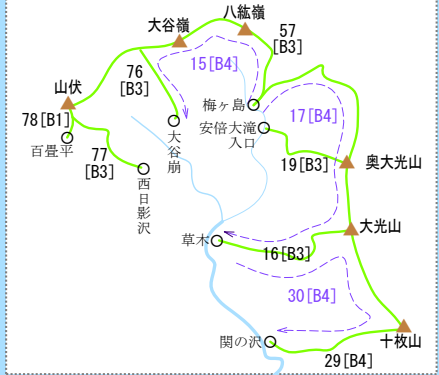 八紘嶺
大谷嶺
57
[B3]
15[B4]
76
[B3]
山伏
78[B1]
百畳平
77
[B3]
西日影沢
大谷崩
梅ヶ島
安倍大滝
入口
17[B4]
19[B3]
奥大光山
大光山
草木
16[B3]
30[B4]
十枚山
関の沢
29[B4]